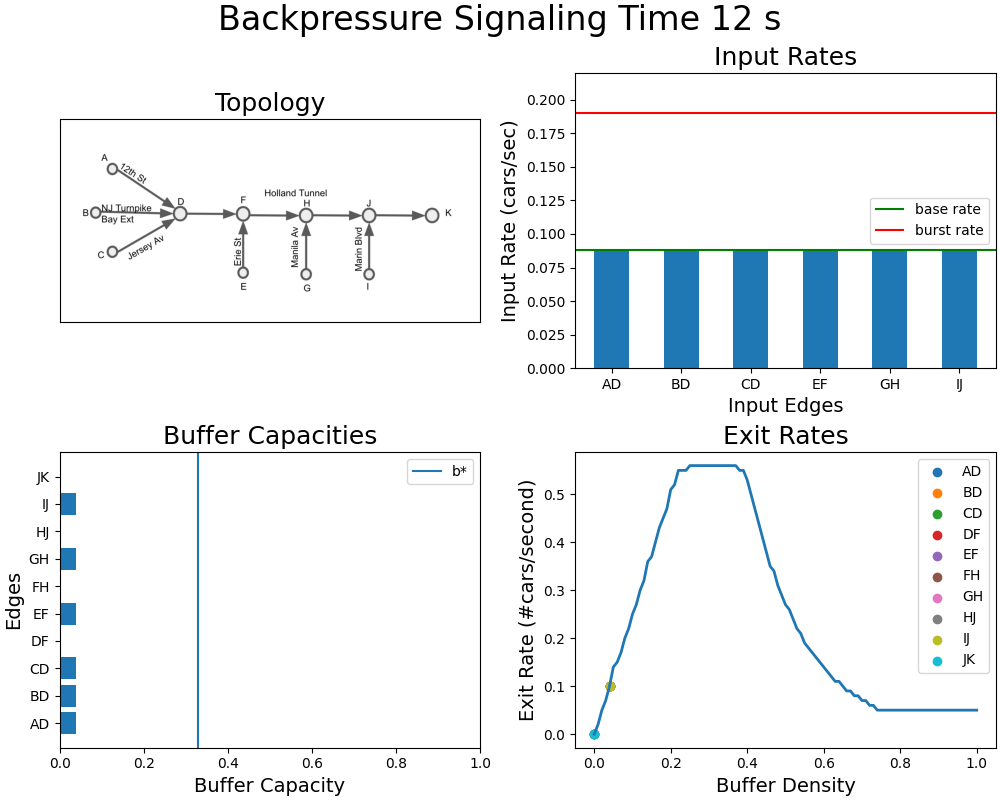 Backpressure Signaling Time 12 s
Topology
A
12th St
B
NJ Turnpike
Bay Ext
C
Jersey Av
D
F
Holland Tunnel
H
J
K
Erie St
Manila Av
Marin Blvd
E
G
I
Input Rates
Input Rate (cars/sec)
0.200
0.175
0.150
0.125
0.100
0.075
0.050
0.025
0.000
base rate
burst rate
AD BD CD EF GH IJ
Input Edges
Buffer Capacities
Edges
JK
IJ
HJ
GH
FH
EF
DF
CD
BD
AD
b*
0.0 0.2 0.4 0.6 0.8 1.0
Buffer Capacity
Exit Rates
Exit Rate (#cars/second)
0.5
0.4
0.3
0.2
0.1
0.0
AD
BD
CD
DF
EF
FH
GH
HJ
IJ
JK
0.0 0.2 0.4 0.6 0.8 1.0
Buffer Density